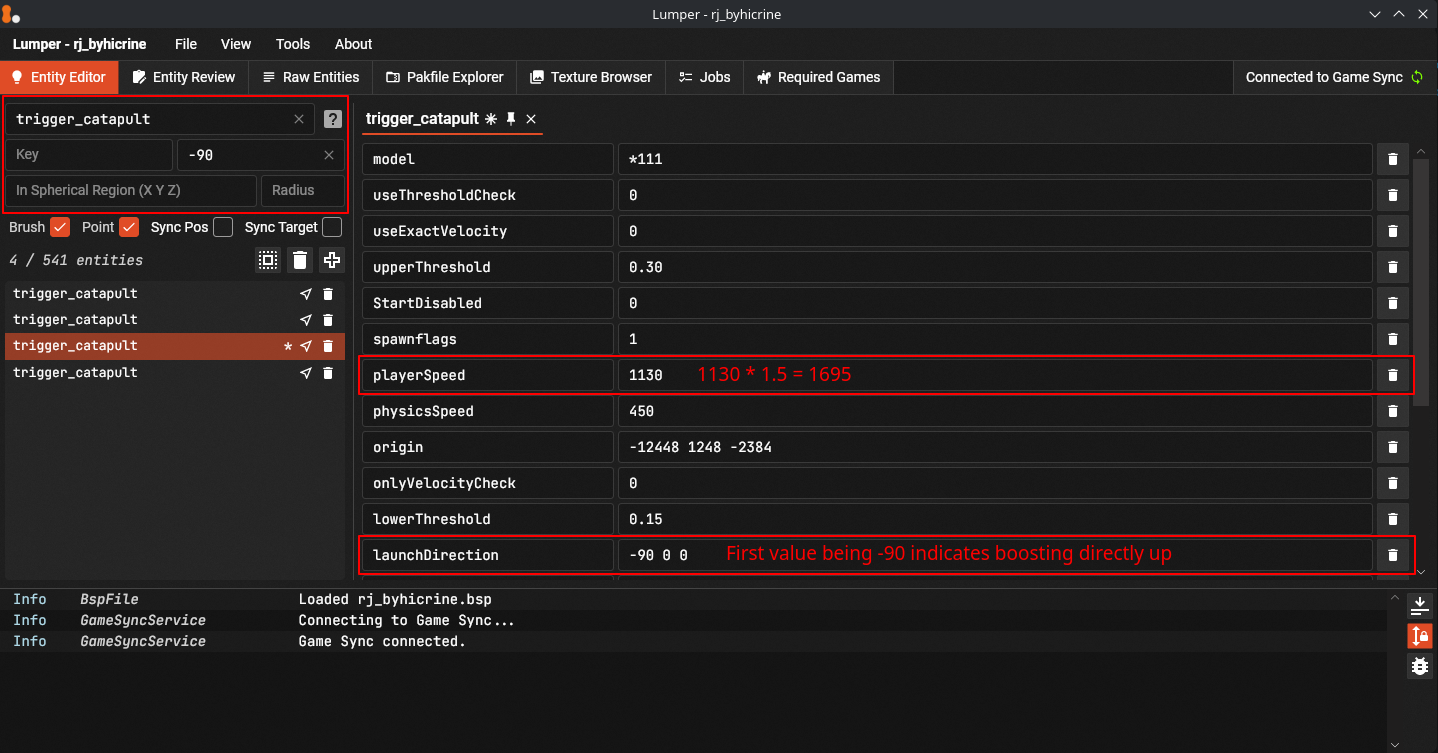 Lumper - rj_byhicrine
Lumper - rj_byhicrine File View Tools About
Entity Editor Entity Review Raw Entities Pakfile Explorer Texture Browser Jobs Required Games Connected to Game Sync
trigger_catapult ?
Key -90
In Spherical Region (X Y Z) Radius
Brush Point Sync Pos Sync Target
4 / 541 entities
trigger_catapult
trigger_catapult
trigger_catapult *
trigger_catapult
trigger_catapult
model *111
useThresholdCheck 0
useExactVelocity 0
upperThreshold 0.30
StartDisabled 0
spawnflags 1
playerSpeed 1130 1130 * 1.5 = 1695
physicsSpeed 450
origin -12448 1248 -2384
onlyVelocityCheck 0
lowerThreshold 0.15
launchDirection -90 0 0 First value being -90 indicates boosting directly up
Info BspFile Loaded rj_byhicrine.bsp
Info GameSyncService Connecting to Game Sync...
Info GameSyncService Game Sync connected.